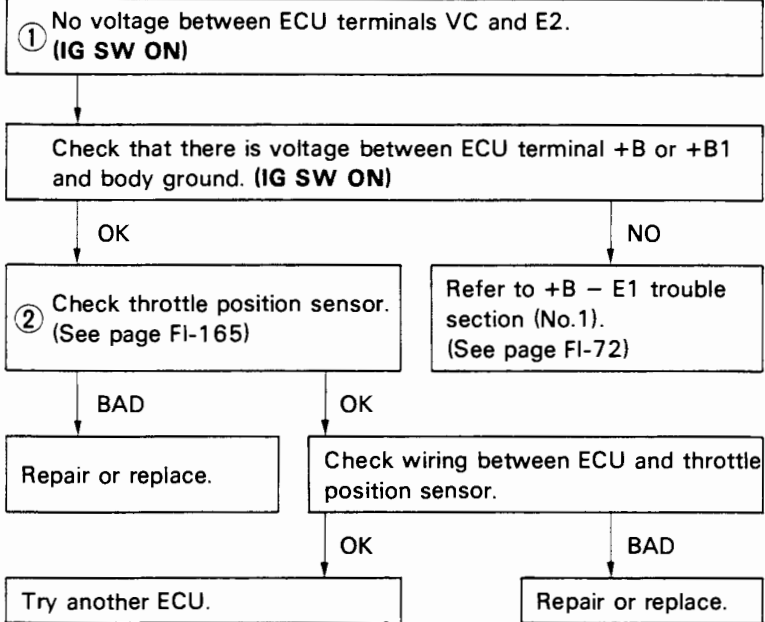 ① No voltage between ECU terminals VC and E2.
(IG SW ON)
Check that there is voltage between ECU terminal +B or +B1
and body ground. (IG SW ON)
OK
NO
② Check throttle position sensor.
(See page FI-165)
Refer to +B − E1 trouble
section (No.1).
(See page FI-72)
BAD
OK
Repair or replace.
Check wiring between ECU and throttle
position sensor.
OK
BAD
Try another ECU.
Repair or replace.